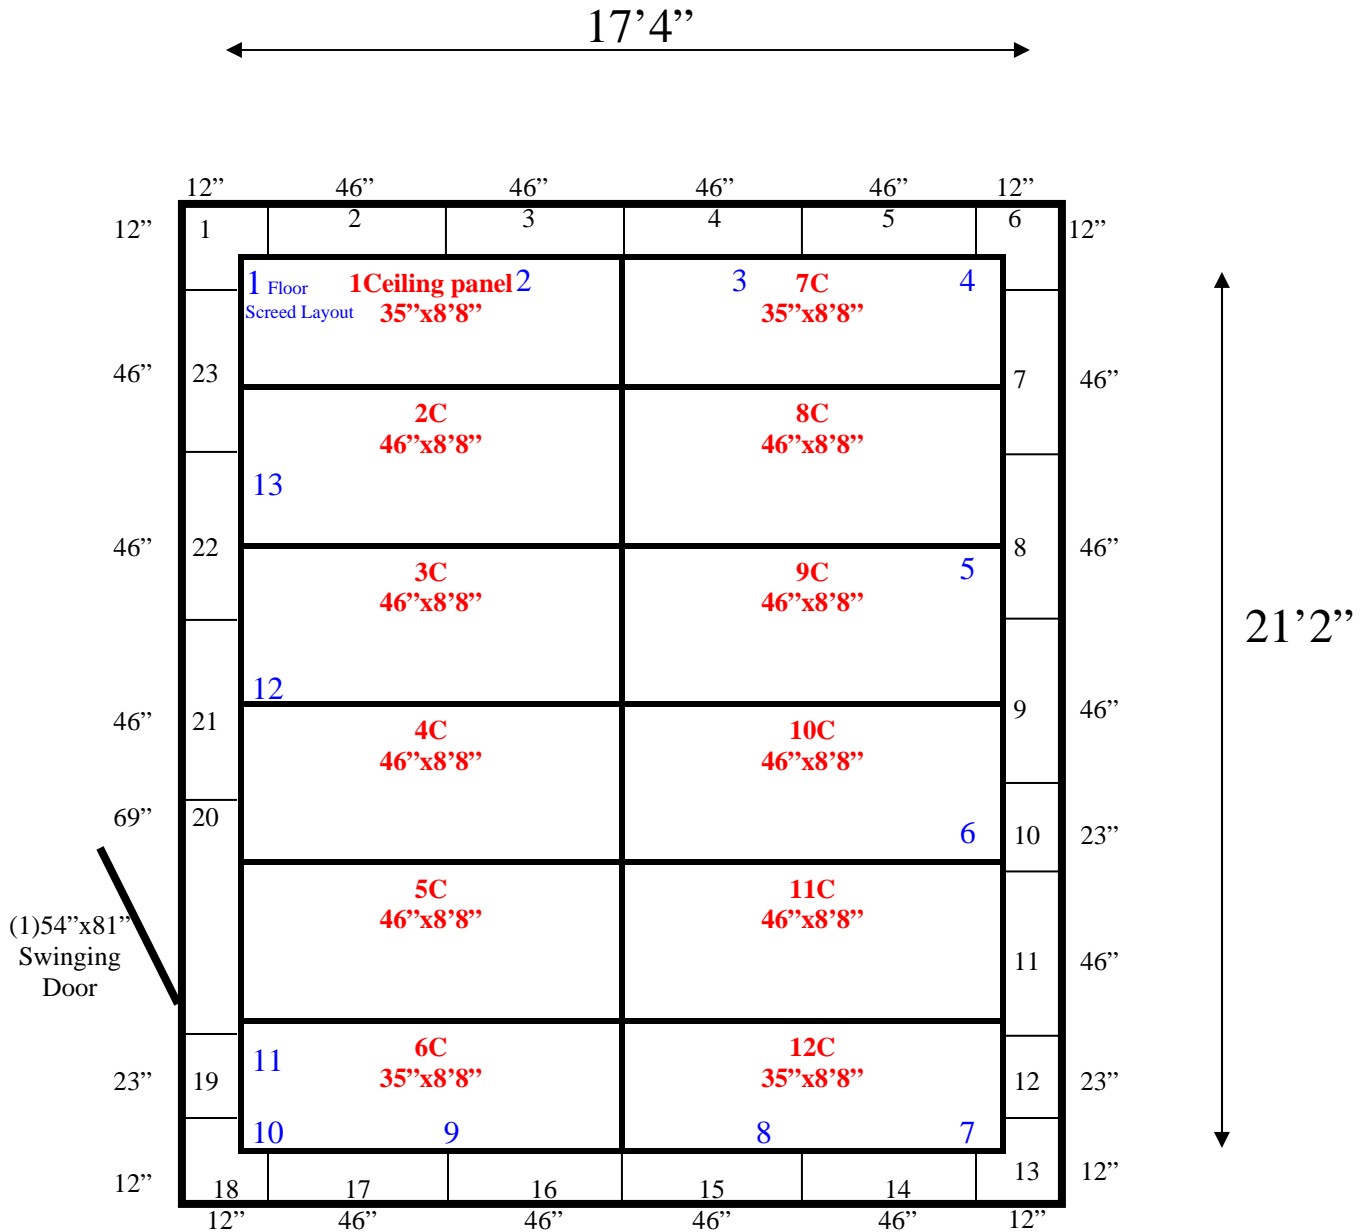 17’4”
12” 46” 46” 46” 46” 12”
12” 1 2 3 4 5 6 12”
1 Floor 1Ceiling panel 2 3 7C 4
Screed Layout 35”x8’8” 35”x8’8”
46” 23 7 46”
2C 8C
46”x8’8” 46”x8’8”
13
46” 22 8 46”
3C 9C 5
46”x8’8” 46”x8’8”
21’2”
12
46” 21 9 46”
4C 10C
46”x8’8” 46”x8’8”
69” 20 6 10 23”
5C 11C
46”x8’8” 46”x8’8”
(1)54”x81”
Swinging
Door
11 46”
6C 12C
11 35”x8’8” 35”x8’8”
23” 19 12 23”
10 9 8 7
12” 13 12”
18 17 16 15 14
12” 46” 46” 46” 46” 12”